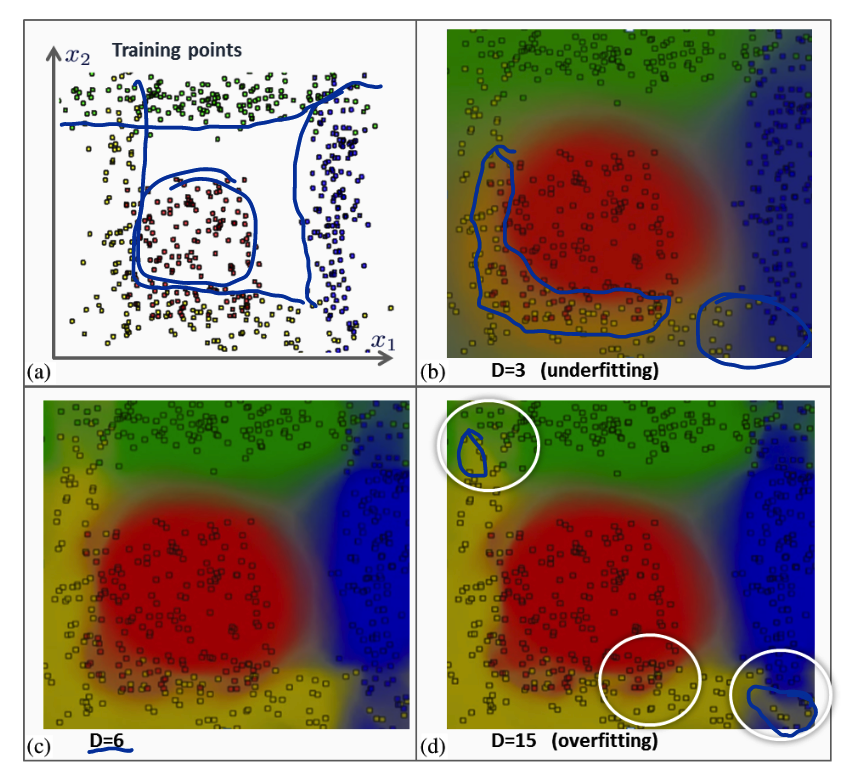 x₂ Training points
x₁
(a)
(b) D=3 (underfitting)
(c) D=6
(d) D=15 (overfitting)